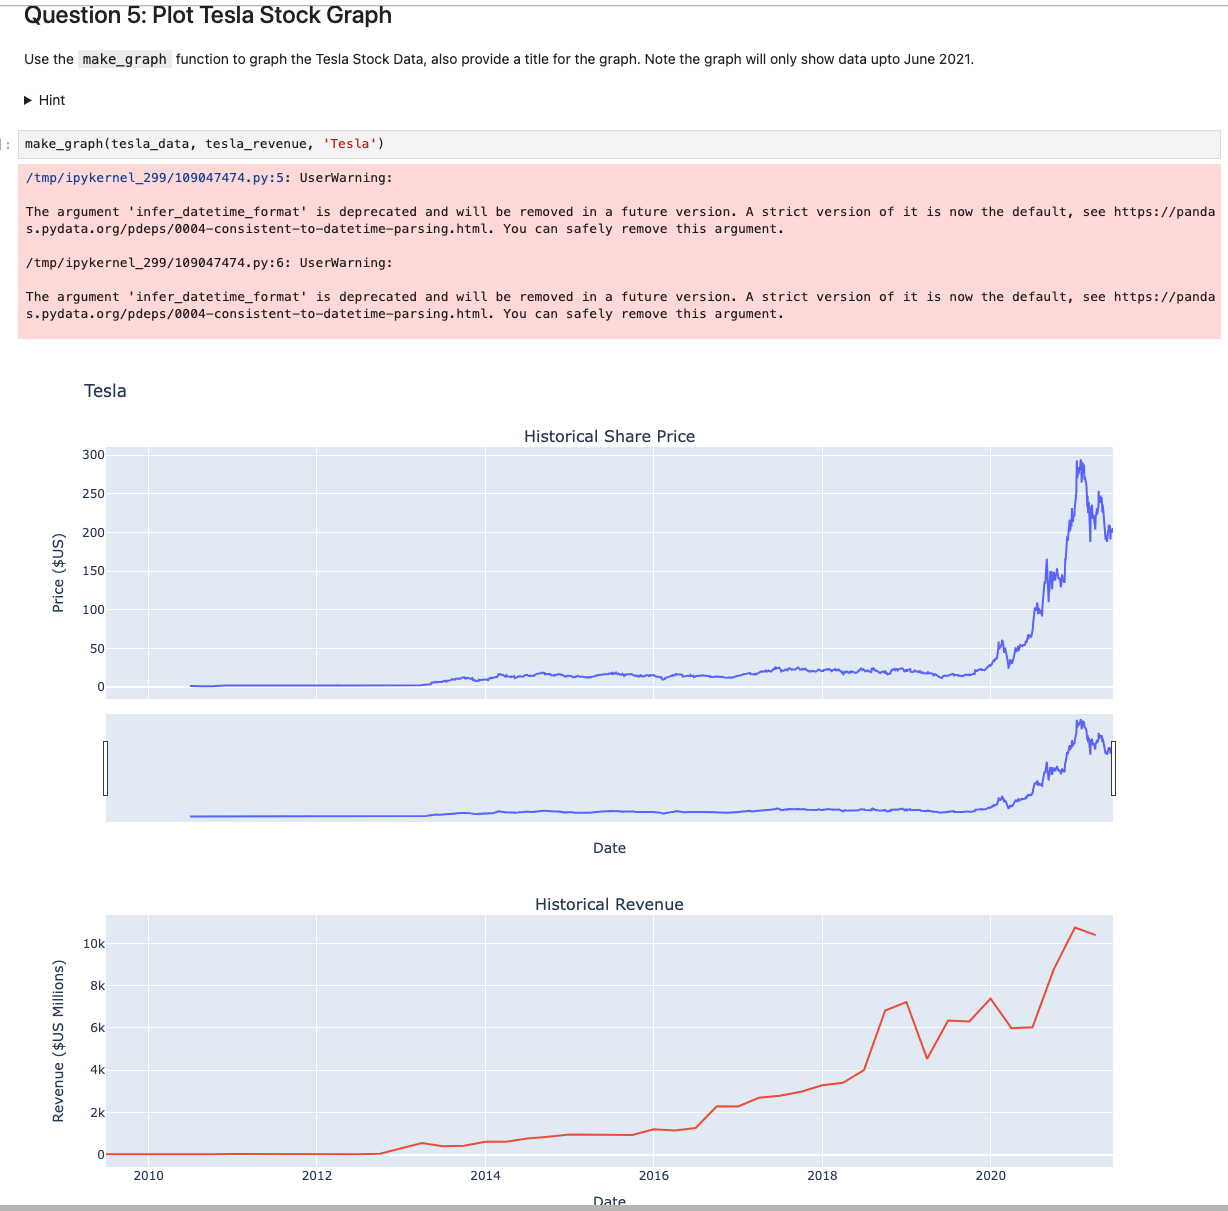 Question 5: Plot Tesla Stock Graph
Use the make_graph function to graph the Tesla Stock Data, also provide a title for the graph. Note the graph will only show data upto June 2021.
Hint
]: make_graph(tesla_data, tesla_revenue, 'Tesla')
/tmp/ipykernel_299/109047474.py:5: UserWarning:
The argument 'infer_datetime_format' is deprecated and will be removed in a future version. A strict version of it is now the default, see https://panda
s.pydata.org/pdeps/0004-consistent-to-datetime-parsing.html. You can safely remove this argument.
/tmp/ipykernel_299/109047474.py:6: UserWarning:
The argument 'infer_datetime_format' is deprecated and will be removed in a future version. A strict version of it is now the default, see https://panda
s.pydata.org/pdeps/0004-consistent-to-datetime-parsing.html. You can safely remove this argument.
Tesla
Historical Share Price
300
250
200
150
100
50
0
Price ($US)
Date
Historical Revenue
10k
8k
6k
4k
2k
0
Revenue ($US Millions)
2010 2012 2014 2016 2018 2020
Date